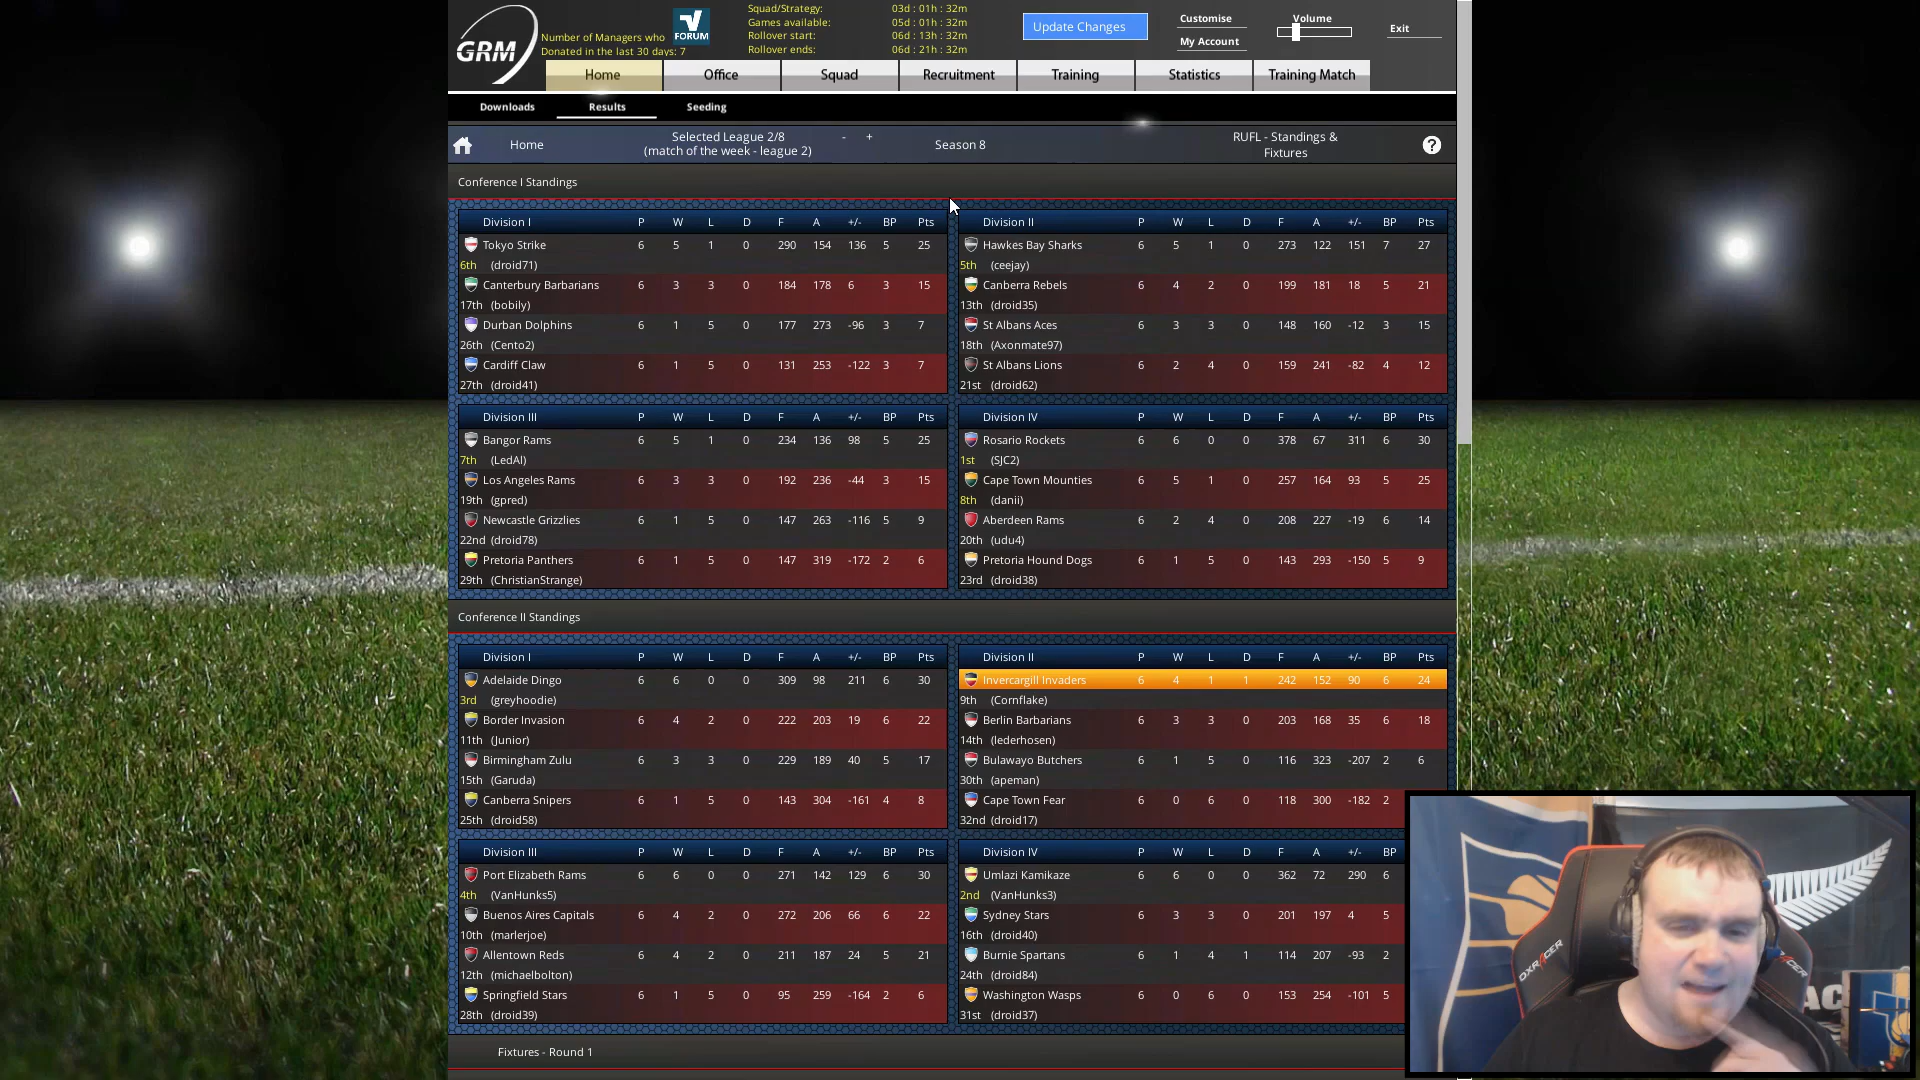 GRM
Number of Managers who
Donated in the last 30 days: 7
FORUM
Squad/Strategy: 03d : 01h : 32m
Games available: 05d : 01h : 32m
Rollover start: 06d : 13h : 32m
Rollover ends: 06d : 21h : 32m
Update Changes
Customise
My Account
Volume
Exit
Home Office Squad Recruitment Training Statistics Training Match
Downloads Results Seeding
Home
Selected League 2/8 - +
(match of the week - league 2)
Season 8
RUFL - Standings &
Fixtures
?
Conference I Standings
Division I P W L D F A +/- BP Pts
Tokyo Strike 6 5 1 0 290 154 136 5 25
6th (droid71)
Canterbury Barbarians 6 3 3 0 184 178 6 3 15
17th (bobily)
Durban Dolphins 6 1 5 0 177 273 -96 3 7
26th (Cento2)
Cardiff Claw 6 1 5 0 131 253 -122 3 7
27th (droid41)
Division II P W L D F A +/- BP Pts
Hawkes Bay Sharks 6 5 1 0 273 122 151 7 27
5th (ceejay)
Canberra Rebels 6 4 2 0 199 181 18 5 21
13th (droid35)
St Albans Aces 6 3 3 0 148 160 -12 3 15
18th (Axonmate97)
St Albans Lions 6 2 4 0 159 241 -82 4 12
21st (droid62)
Division III P W L D F A +/- BP Pts
Bangor Rams 6 5 1 0 234 136 98 5 25
7th (LedAl)
Los Angeles Rams 6 3 3 0 192 236 -44 3 15
19th (gpred)
Newcastle Grizzlies 6 1 5 0 147 263 -116 5 9
22nd (droid78)
Pretoria Panthers 6 1 5 0 147 319 -172 2 6
29th (ChristianStrange)
Division IV P W L D F A +/- BP Pts
Rosario Rockets 6 6 0 0 378 67 311 6 30
1st (SJC2)
Cape Town Mounties 6 5 1 0 257 164 93 5 25
8th (danii)
Aberdeen Rams 6 2 4 0 208 227 -19 6 14
20th (udu4)
Pretoria Hound Dogs 6 1 5 0 143 293 -150 5 9
23rd (droid38)
Conference II Standings
Division I P W L D F A +/- BP Pts
Adelaide Dingo 6 6 0 0 309 98 211 6 30
3rd (greyhoodie)
Border Invasion 6 4 2 0 222 203 19 6 22
11th (Junior)
Birmingham Zulu 6 3 3 0 229 189 40 5 17
15th (Garuda)
Canberra Snipers 6 1 5 0 143 304 -161 4 8
25th (droid58)
Division II P W L D F A +/- BP Pts
Invercargill Invaders 6 4 1 1 242 152 90 6 24
9th (Cornflake)
Berlin Barbarians 6 3 3 0 203 168 35 6 18
14th (lederhosen)
Bulawayo Butchers 6 1 5 0 116 323 -207 2 6
30th (apeman)
Cape Town Fear 6 0 6 0 118 300 -182 2
32nd (droid17)
Division III P W L D F A +/- BP Pts
Port Elizabeth Rams 6 6 0 0 271 142 129 6 30
4th (VanHunks5)
Buenos Aires Capitals 6 4 2 0 272 206 66 6 22
10th (marlerjoe)
Allentown Reds 6 4 2 0 211 187 24 5 21
12th (michaelbolton)
Springfield Stars 6 1 5 0 95 259 -164 2 6
28th (droid39)
Division IV P W L D F A +/- BP
Umlazi Kamikaze 6 6 0 0 362 72 290 6
2nd (VanHunks3)
Sydney Stars 6 3 3 0 201 197 4 5
16th (droid40)
Burnie Spartans 6 1 4 1 114 207 -93 2
24th (droid84)
Washington Wasps 6 0 6 0 153 254 -101 5
31st (droid37)
Fixtures - Round 1
DXRACER